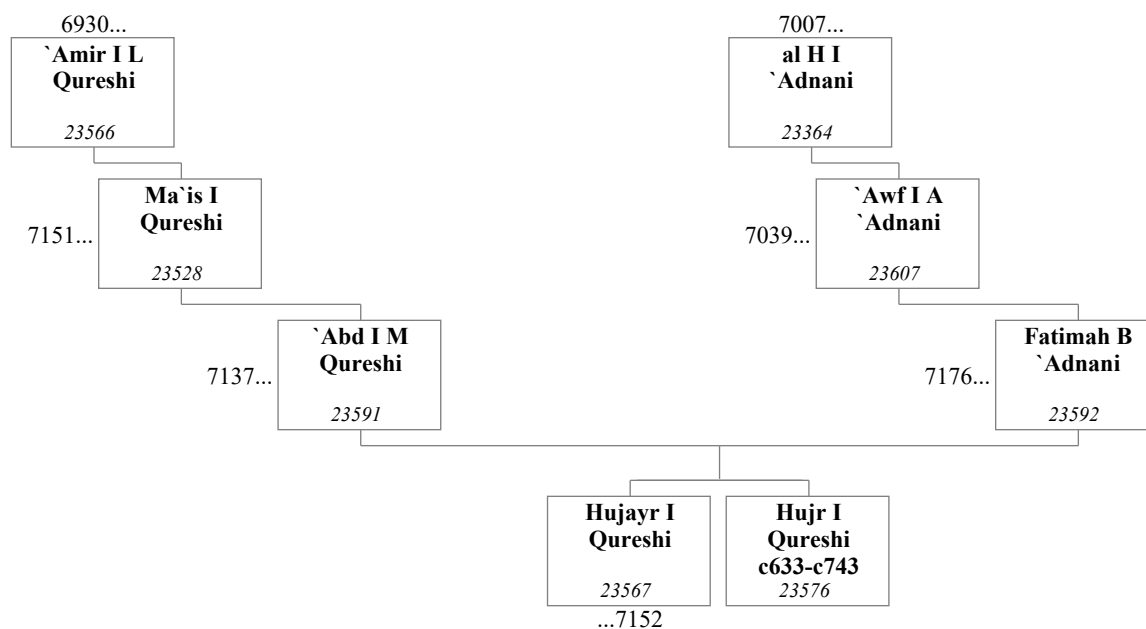 6930...
`Amir I L
Qureshi
23566
7007...
al H I
`Adnani
23364
7151...
Ma`is I
Qureshi
23528
7039...
`Awf I A
`Adnani
23607
7137...
`Abd I M
Qureshi
23591
7176...
Fatimah B
`Adnani
23592
Hujayr I
Qureshi
23567
...7152
Hujr I
Qureshi
c633-c743
23576